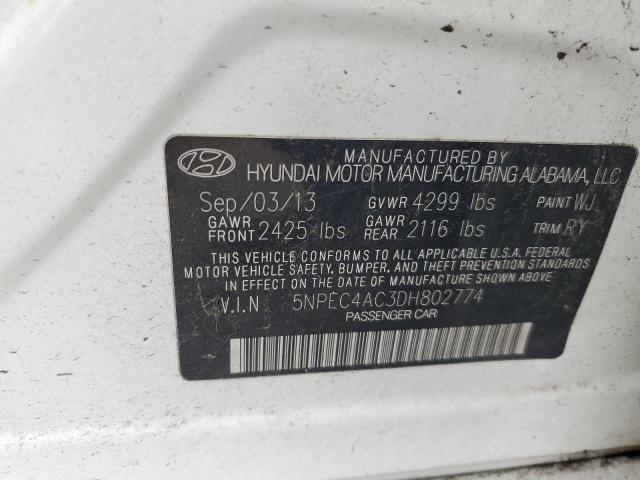 MANUFACTURED BY
HYUNDAI MOTOR MANUFACTURING ALABAMA, LLC
Sep/03/13 GVWR 4299 lbs PAINT WJ
GAWR FRONT 2425 lbs GAWR REAR 2116 lbs TRIM RY
THIS VEHICLE CONFORMS TO ALL APPLICABLE U.S.A. FEDERAL
MOTOR VEHICLE SAFETY, BUMPER, AND THEFT PREVENTION STANDARDS
IN EFFECT ON THE DATE OF MANUFACTURE SHOWN ABOVE.
V.I.N 5NPEC4AC3DH802774
PASSENGER CAR